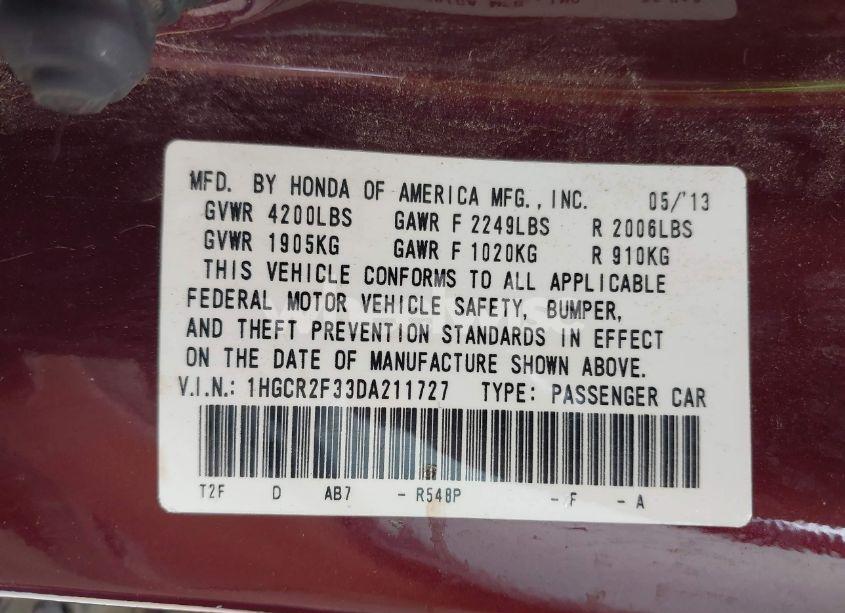 MFD. BY HONDA OF AMERICA MFG., INC. 05/'13
GVWR 4200LBS GAWR F 2249LBS R 2006LBS
GVWR 1905KG GAWR F 1020KG R 910KG
THIS VEHICLE CONFORMS TO ALL APPLICABLE
FEDERAL MOTOR VEHICLE SAFETY, BUMPER,
AND THEFT PREVENTION STANDARDS IN EFFECT
ON THE DATE OF MANUFACTURE SHOWN ABOVE.
V.I.N.: 1HGCR2F33DA211727 TYPE: PASSENGER CAR
T2F D AB7 - R548P - F - A